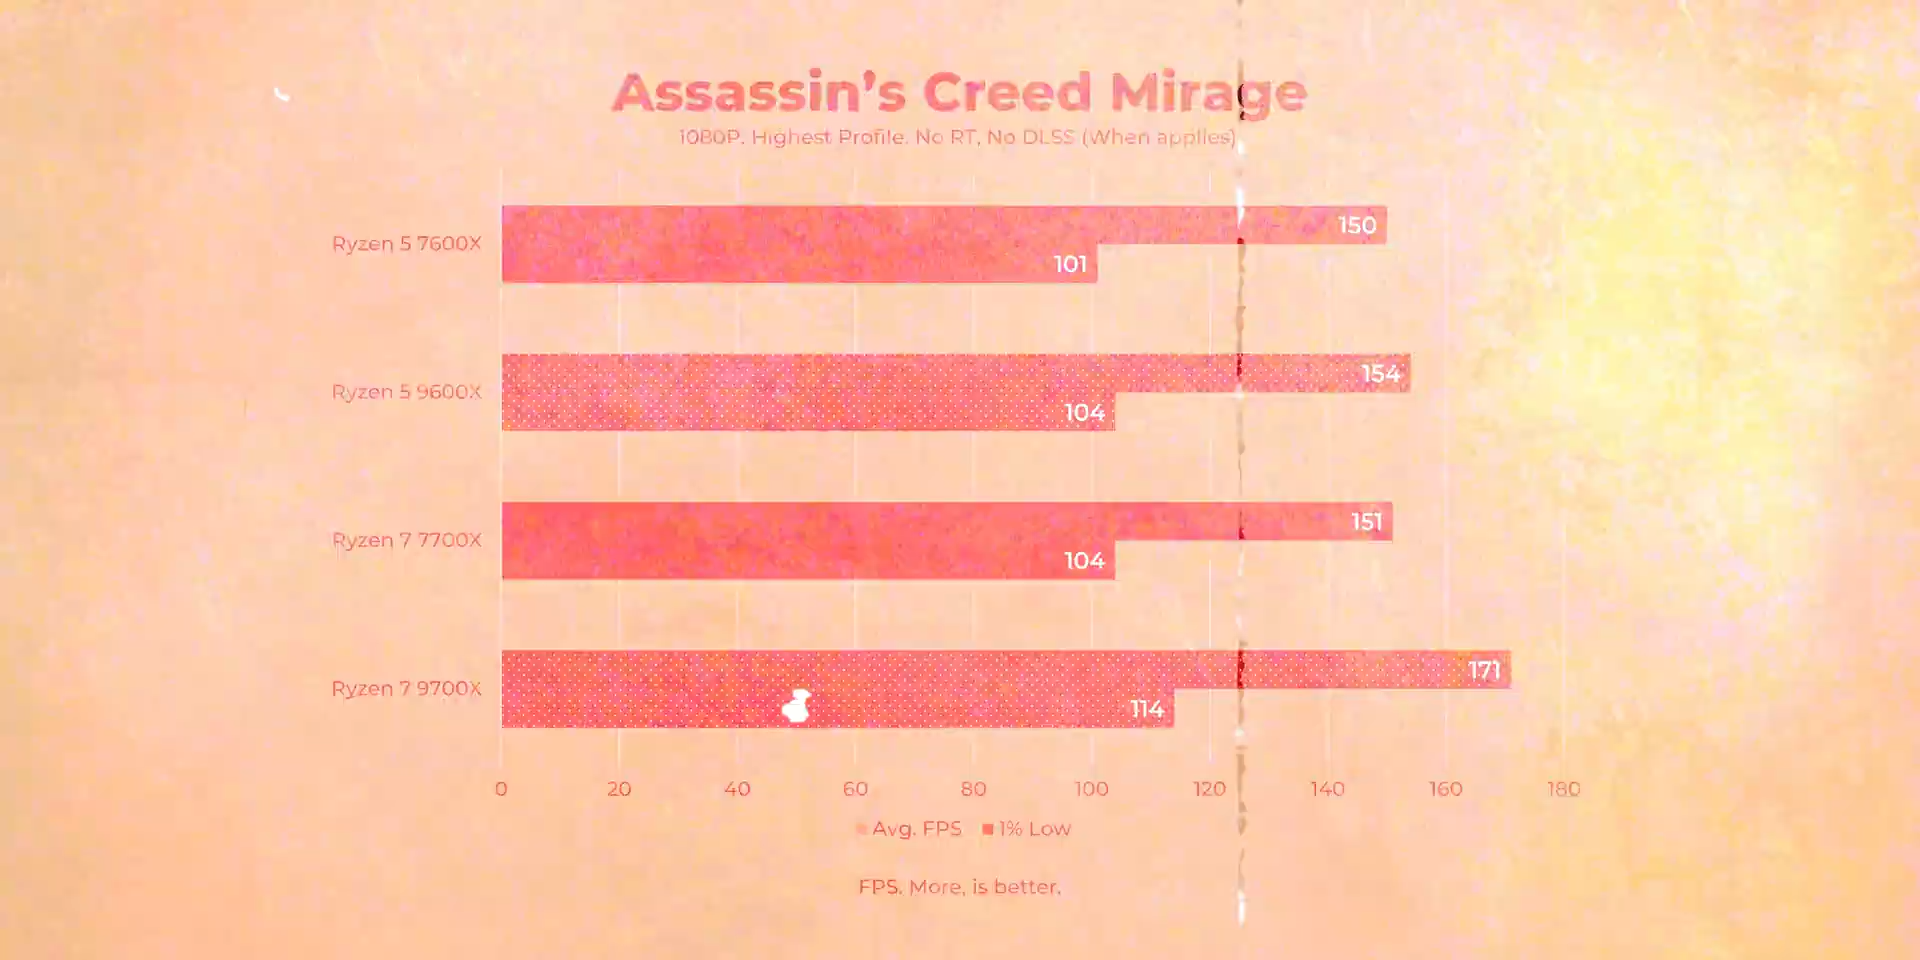 Assassin’s Creed Mirage
1080P. Highest Profile. No RT, No DLSS (When applies)
Ryzen 5 7600X
150
101
Ryzen 5 9600X
154
104
Ryzen 7 7700X
151
104
Ryzen 7 9700X
171
114
0 20 40 60 80 100 120 140 160 180
Avg. FPS 1% Low
FPS. More, is better.